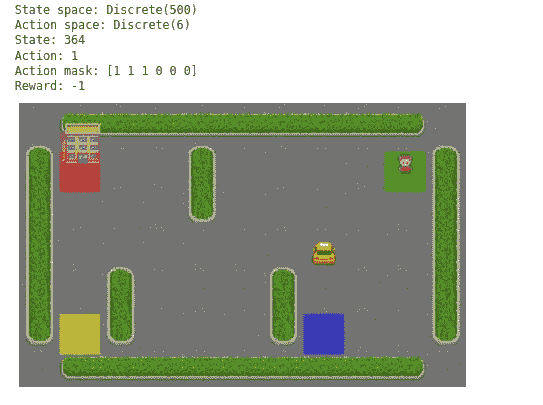 State space: Discrete(500)
Action space: Discrete(6)
State: 364
Action: 1
Action mask: [1 1 1 0 0 0]
Reward: -1